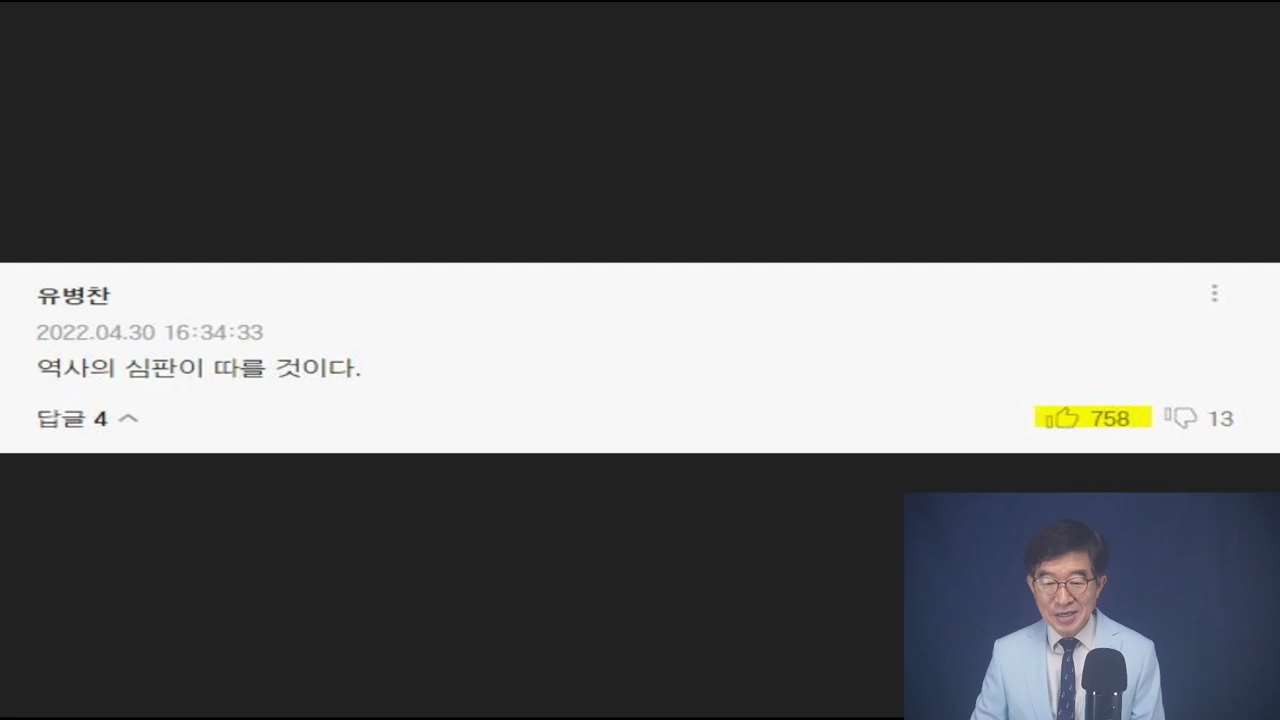 유병찬
2022.04.30 16:34:33
역사의 심판이 따를 것이다.
답글 4
758 13